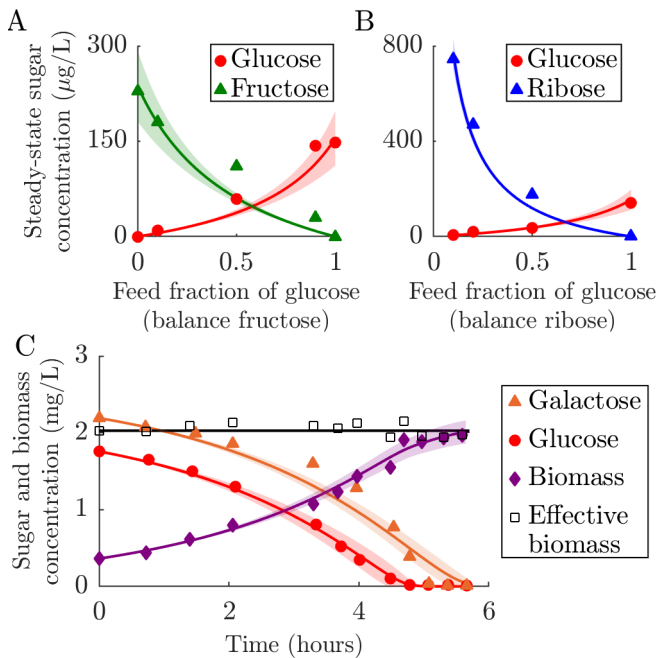 A
B
Steady-state sugar
concentration (μg/L)
300
150
0
Glucose
Fructose
0
0.5
1
Feed fraction of glucose
(balance fructose)
800
400
0
Glucose
Ribose
0
0.5
1
Feed fraction of glucose
(balance ribose)
C
Sugar and biomass
concentration (mg/L)
3
2
1
0
0
2
4
6
Time (hours)
Galactose
Glucose
Biomass
Effective
biomass